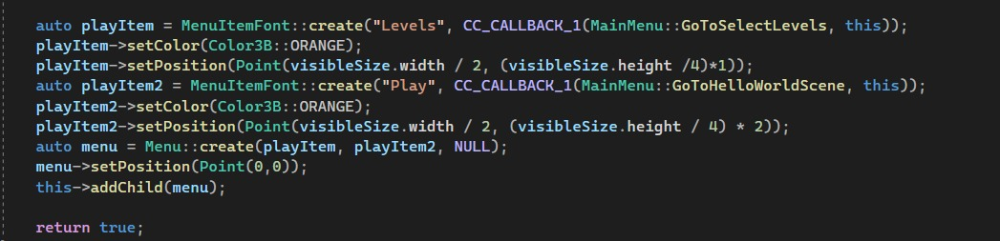 auto playItem = MenuItemFont::create("Levels", CC_CALLBACK_1(MainMenu::GoToSelectLevels, this));
playItem->setColor(Color3B::ORANGE);
playItem->setPosition(Point(visibleSize.width / 2, (visibleSize.height /4)*1));
auto playItem2 = MenuItemFont::create("Play", CC_CALLBACK_1(MainMenu::GoToHelloWorldScene, this));
playItem2->setColor(Color3B::ORANGE);
playItem2->setPosition(Point(visibleSize.width / 2, (visibleSize.height / 4) * 2));
auto menu = Menu::create(playItem, playItem2, NULL);
menu->setPosition(Point(0,0));
this->addChild(menu);
return true;